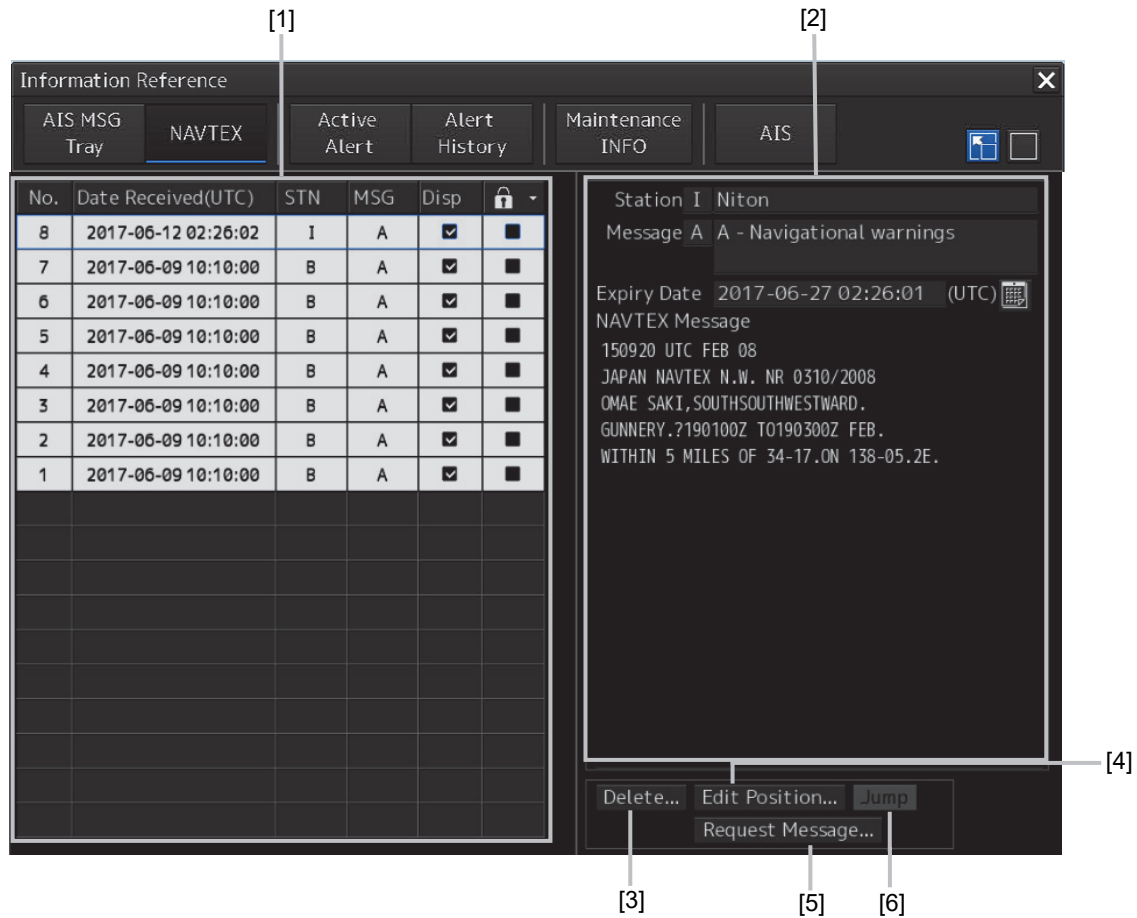 [1] [2]
Information Reference
AIS MSG Tray NAVTEX Active Alert Alert History Maintenance INFO AIS
No. Date Received(UTC) STN MSG Disp
8 2017-06-12 02:26:02 I A
7 2017-06-09 10:10:00 B A
6 2017-06-09 10:10:00 B A
5 2017-06-09 10:10:00 B A
4 2017-06-09 10:10:00 B A
3 2017-06-09 10:10:00 B A
2 2017-06-09 10:10:00 B A
1 2017-06-09 10:10:00 B A
Station I Niton
Message A A - Navigational warnings
Expiry Date 2017-06-27 02:26:01 (UTC)
NAVTEX Message
150920 UTC FEB 08
JAPAN NAVTEX N.W. NR 0310/2008
OMAE SAKI,SOUTHSOUTHWESTWARD.
GUNNERY.?190100Z TO190300Z FEB.
WITHIN 5 MILES OF 34-17.0N 138-05.2E.
[4]
Delete... Edit Position... Jump
Request Message...
[3] [5] [6]